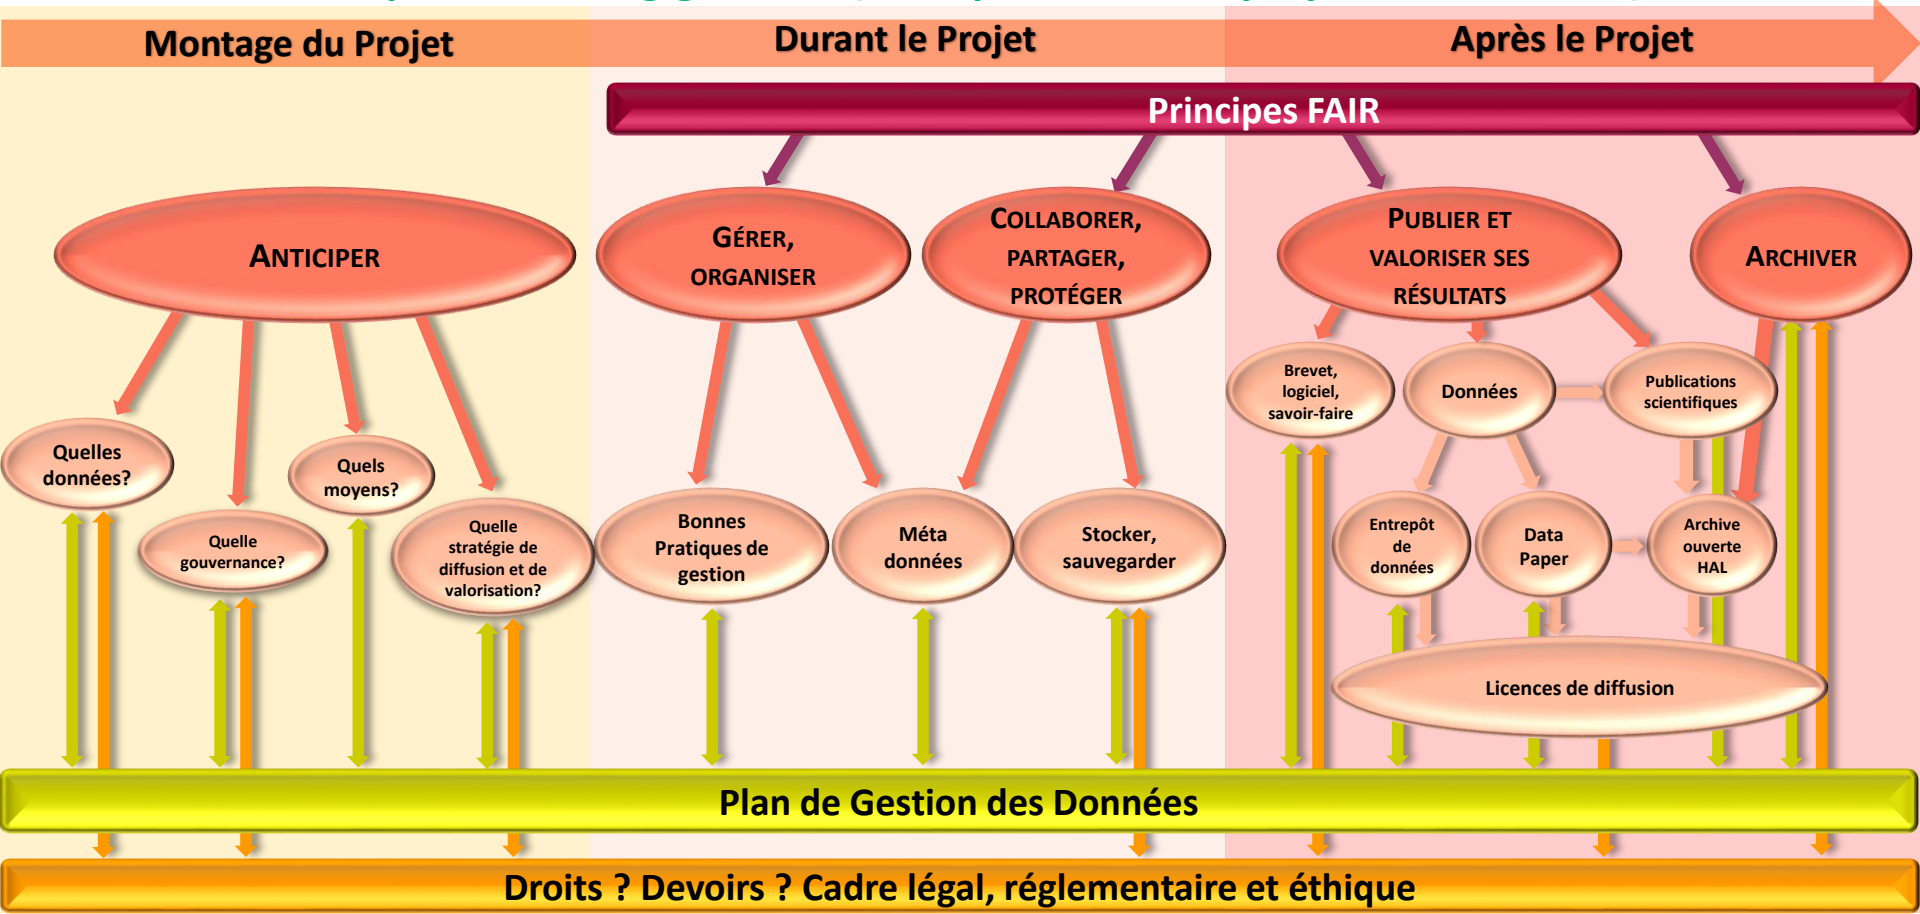 Montage du Projet
Durant le Projet
Après le Projet
Principes FAIR
ANTICIPER
GÉRER,
ORGANISER
COLLABORER,
PARTAGER,
PROTÉGER
PUBLIER ET
VALORISER SES
RÉSULTATS
ARCHIVER
Quelles
données?
Quelle
gouvernance?
Quels
moyens?
Quelle
stratégie de
diffusion et de
valorisation?
Bonnes
Pratiques de
gestion
Méta
données
Stocker,
sauvegarder
Brevet,
logiciel,
savoir-faire
Données
Publications
scientifiques
Entrepôt
de
données
Data
Paper
Archive
ouverte
HAL
Licences de diffusion
Plan de Gestion des Données
Droits ? Devoirs ? Cadre légal, réglementaire et éthique